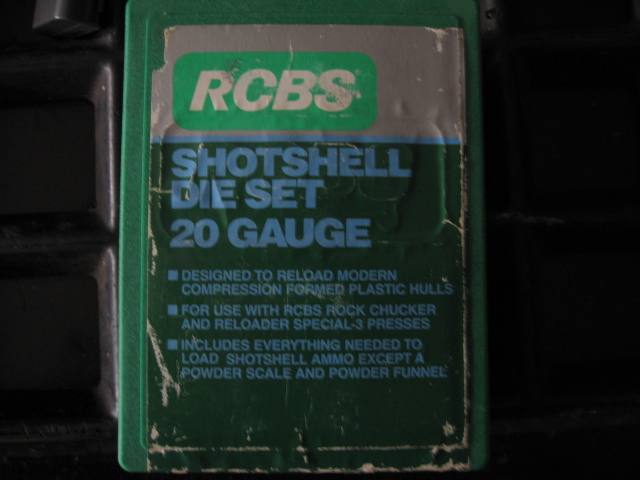 RCBS
SHOTSHELL
DIE SET
20 GAUGE
■ DESIGNED TO RELOAD MODERN
COMPRESSION FORMED PLASTIC HULLS
■ FOR USE WITH RCBS ROCK CHUCKER
AND RELOADER SPECIAL-3 PRESSES
■ INCLUDES EVERYTHING NEEDED TO
LOAD SHOTSHELL AMMO EXCEPT A
POWDER SCALE AND POWDER FUNNEL